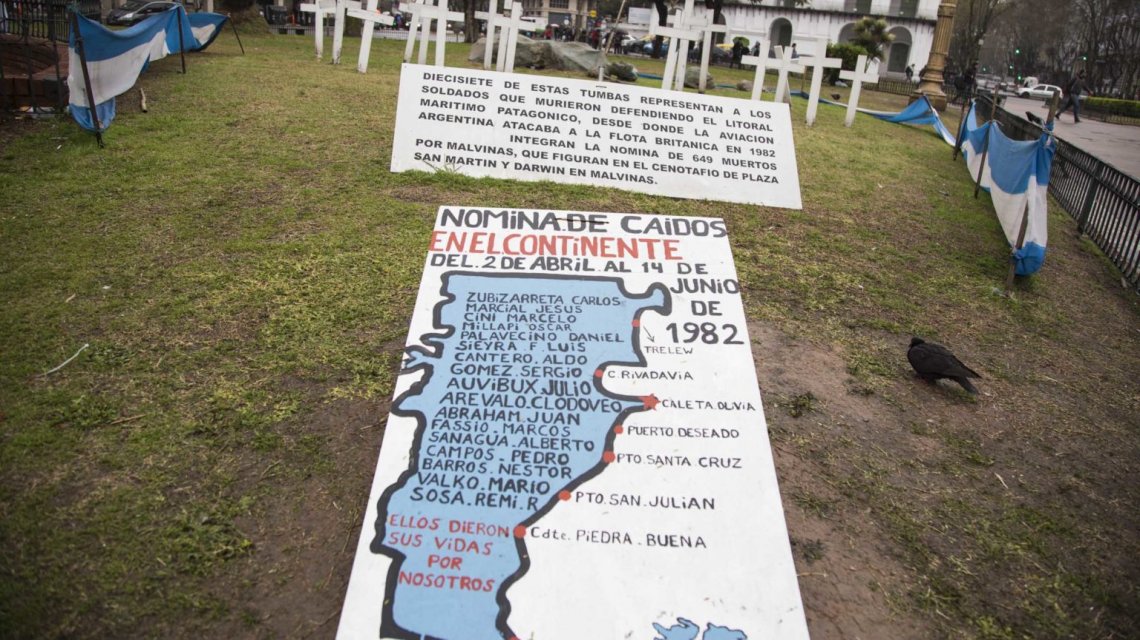 DIECISIETE DE ESTAS TUMBAS REPRESENTAN A LOS
SOLDADOS QUE MURIERON DEFENDIENDO EL LITORAL
MARITIMO PATAGONICO, DESDE DONDE LA AVIACION
ARGENTINA ATACABA A LA FLOTA BRITANICA EN 1982
INTEGRAN LA NOMINA DE 649 MUERTOS
POR MALVINAS, QUE FIGURAN EN EL CENOTAFIO DE PLAZA
SAN MARTIN Y DARWIN EN MALVINAS.
NOMINA.DE CAIDOS
EN EL CONTINENTE
DEL.2 DE ABRIL.AL 14 DE
JUNIO
DE
1982
ZUBIZARRETA CARLOS
MARCIAL JESUS
CINI MARCELO
MILLAPI OSCAR
PALAVECINO DANIEL
SIEYRA F. LUIS
CANTERO.ALDO
GOMEZ.SERGIO
AUVIBUX.JULIO
AREVALO.CLODOVEO
ABRAHAM.JUAN
FASSIO.MARCOS
SANAGUA.ALBERTO
CAMPOS.PEDRO
BARROS.NESTOR
VALKO.MARIO
SOSA.REMI.R
ELLOS DIERON
SUS VIDAS
POR
NOSOTROS
TRELEW
C.RIVADAVIA
CALETA.OLIVIA
PUERTO DESEADO
PTO.SANTA CRUZ
PTO.SAN.JULIAN
Cdte.PIEDRA.BUENA